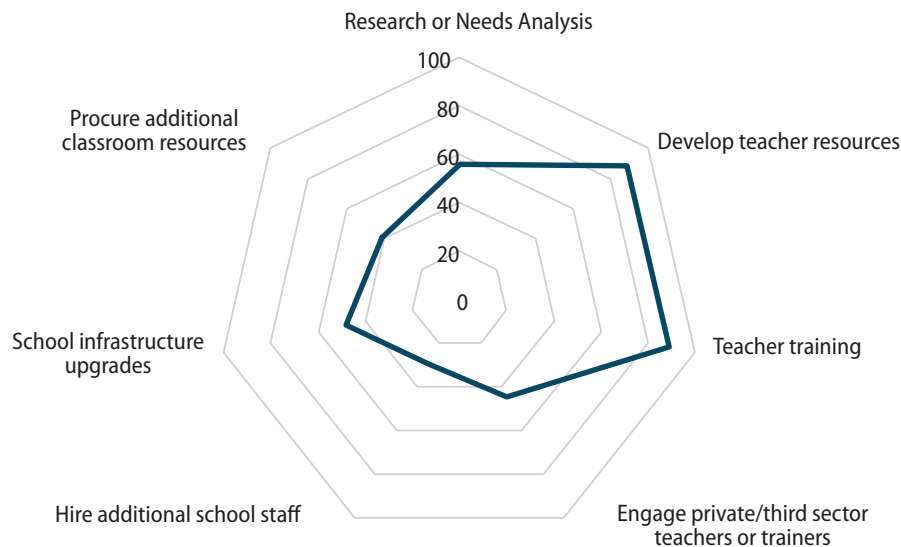 Research or Needs Analysis
100
80
60
40
20
0
Procure additional
classroom resources
Develop teacher resources
School infrastructure
upgrades
Teacher training
Hire additional school staff
Engage private/third sector
teachers or trainers